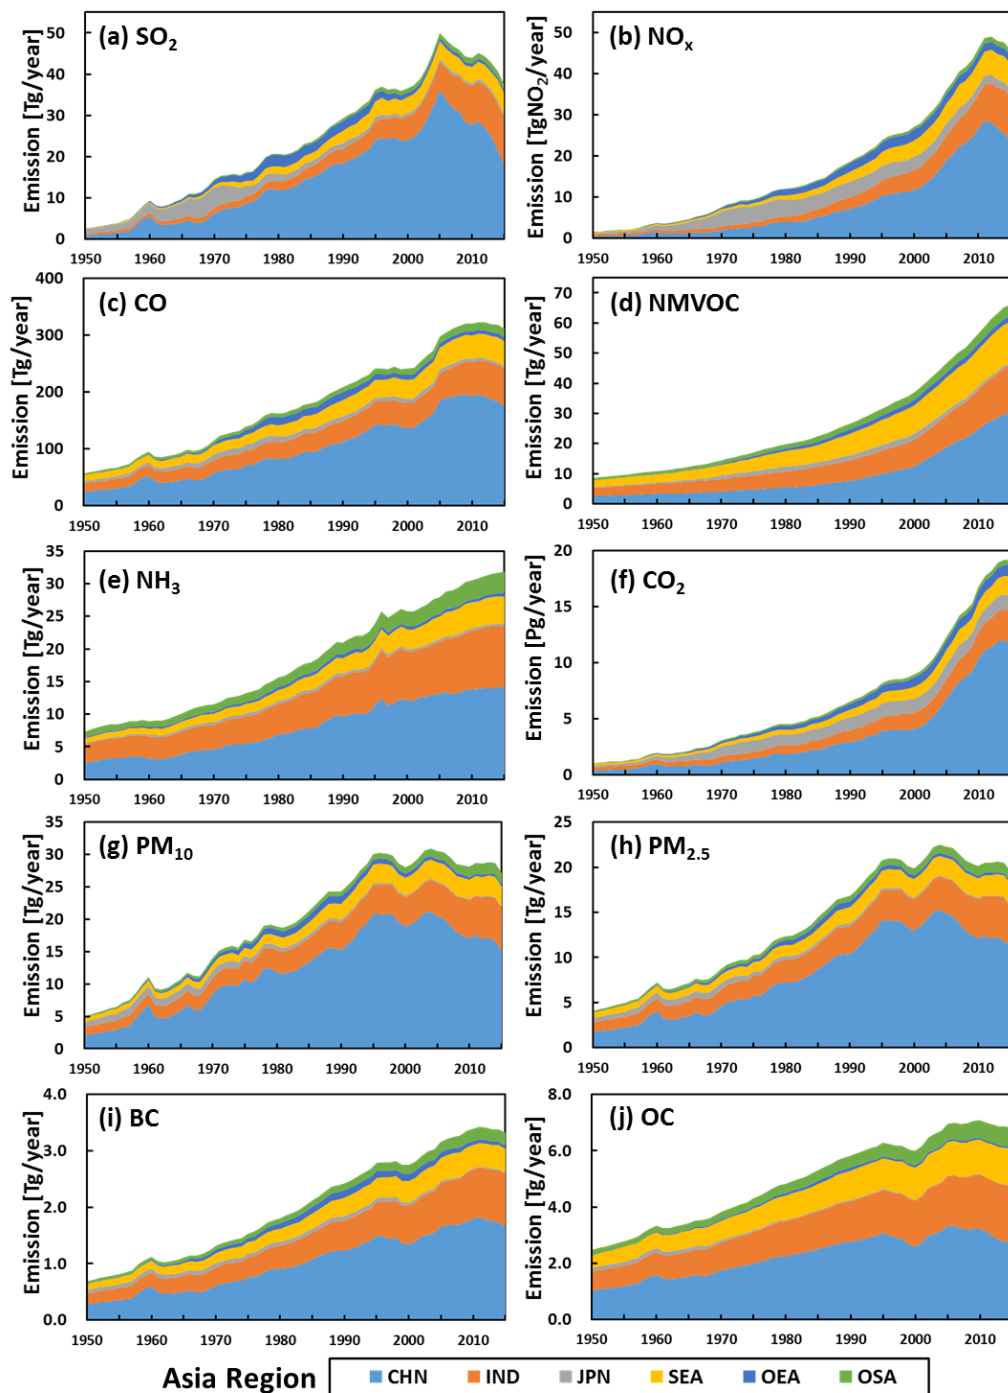 (a) SO2
(b) NOx
Emission [Tg/year]
50
40
30
20
10
0
1950 1960 1970 1980 1990 2000 2010
Emission [TgNO2/year]
50
40
30
20
10
0
1950 1960 1970 1980 1990 2000 2010
(c) CO
(d) NMVOC
Emission [Tg/year]
400
300
200
100
0
1950 1960 1970 1980 1990 2000 2010
Emission [Tg/year]
70
60
50
40
30
20
10
0
1950 1960 1970 1980 1990 2000 2010
(e) NH3
(f) CO2
Emission [Tg/year]
35
30
25
20
15
10
5
0
1950 1960 1970 1980 1990 2000 2010
Emission [Pg/year]
20
15
10
5
0
1950 1960 1970 1980 1990 2000 2010
(g) PM10
(h) PM2.5
Emission [Tg/year]
35
30
25
20
15
10
5
0
1950 1960 1970 1980 1990 2000 2010
Emission [Tg/year]
25
20
15
10
5
0
1950 1960 1970 1980 1990 2000 2010
(i) BC
(j) OC
Emission [Tg/year]
4.0
3.0
2.0
1.0
0.0
1950 1960 1970 1980 1990 2000 2010
Emission [Tg/year]
8.0
6.0
4.0
2.0
0.0
1950 1960 1970 1980 1990 2000 2010
Asia Region CHN IND JPN SEA OEA OSA